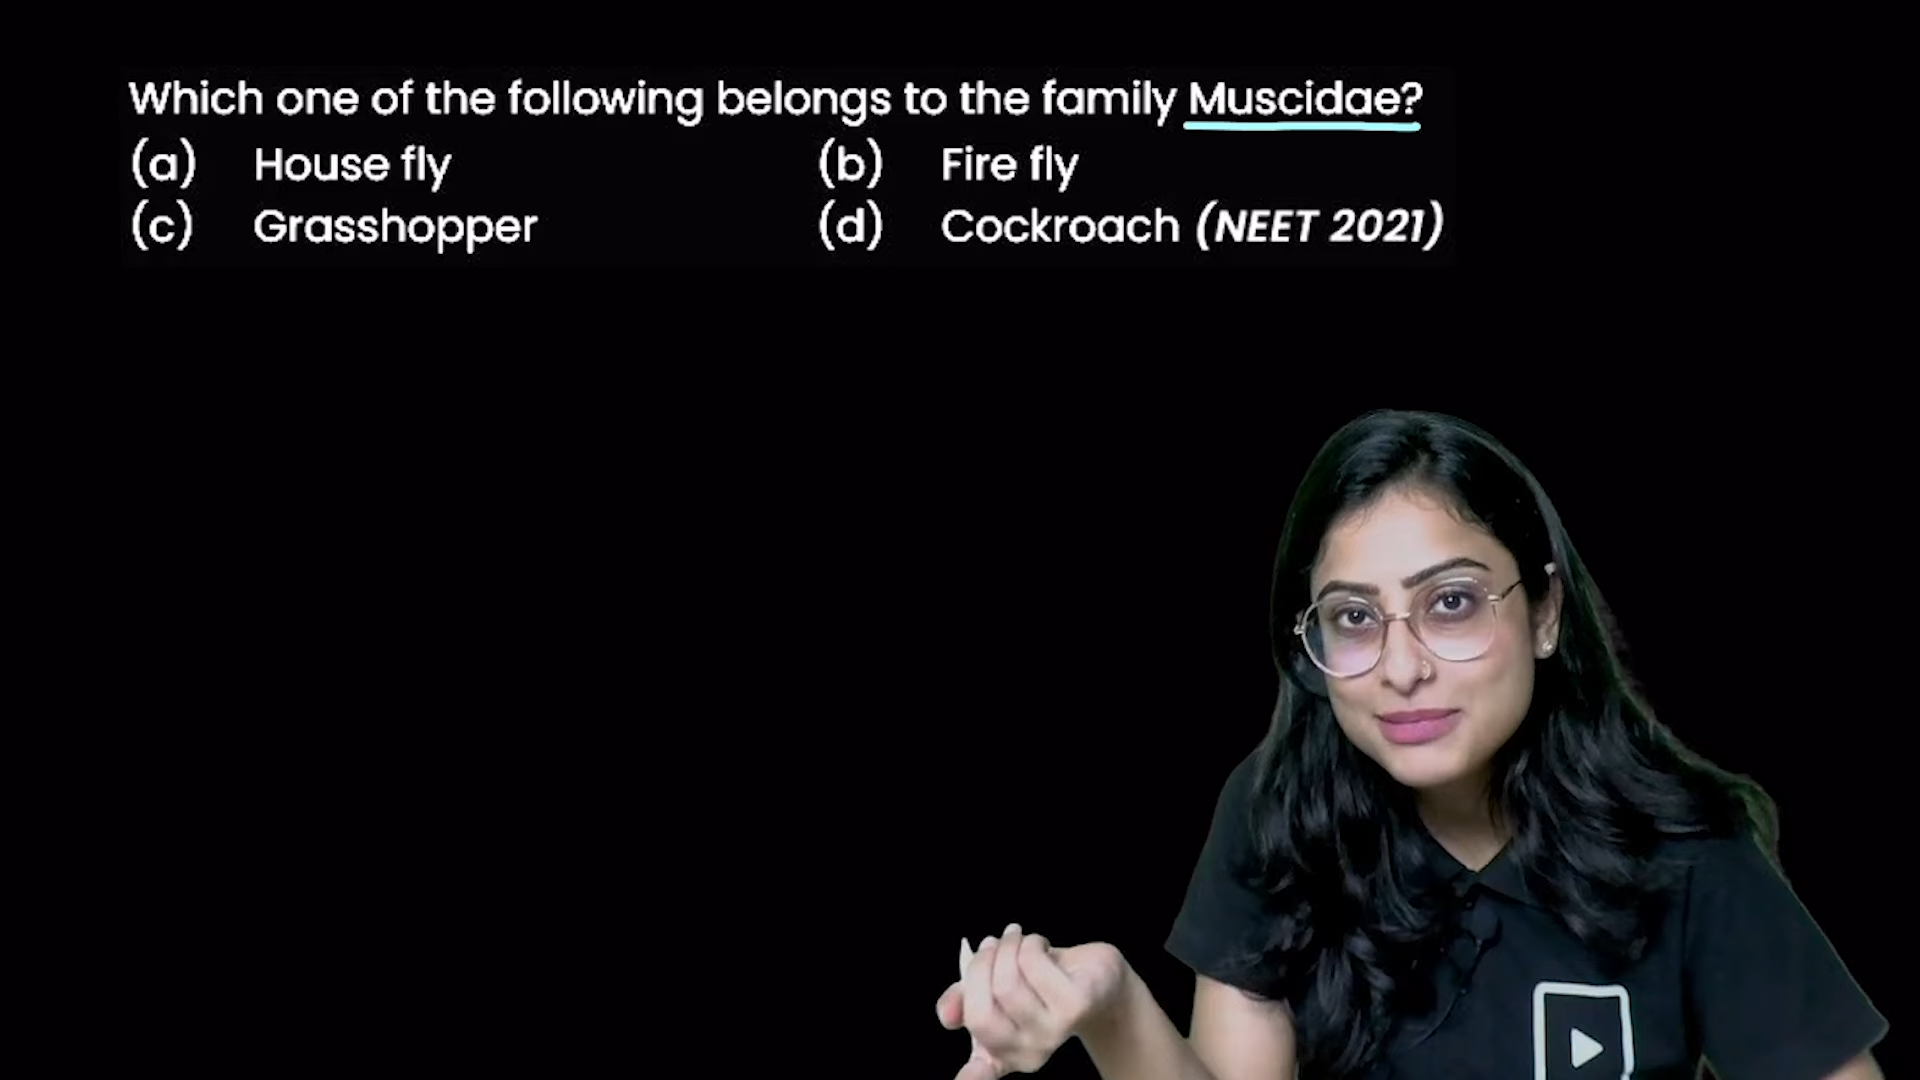 Which one of the following belongs to the family Muscidae?
(a) House fly (b) Fire fly
(c) Grasshopper (d) Cockroach (NEET 2021)